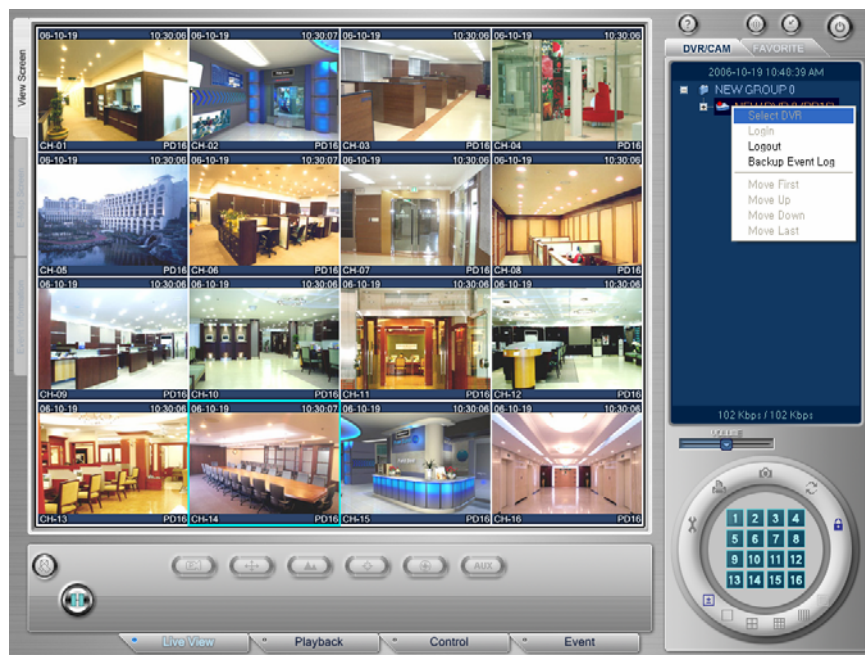 View Screen
E-Map Screen
06-10-19 10:30:06 06-10-19 10:30:07 06-10-19 10:30:06 06-10-19 10:30:06
CH-01 PD16 CH-02 PD16 CH-03 PD16 CH-04 PD16
06-10-19 10:30:06 06-10-19 10:30:06 06-10-19 10:30:06 06-10-19 10:30:06
CH-05 PD16 CH-06 PD16 CH-07 PD16 CH-08 PD16
06-10-19 10:30:06 06-10-19 10:30:06 06-10-19 10:30:06 06-10-19 10:30:06
CH-09 PD16 CH-10 PD16 CH-11 PD16 CH-12 PD16
06-10-19 10:30:06 06-10-19 10:30:07 06-10-19 10:30:06 06-10-19 10:30:06
CH-13 PD16 CH-14 PD16 CH-15 PD16 CH-16 PD16
AUX
Live View Playback Control Event
?
DVR/CAM FAVORITE
2006-10-19 10:48:39 AM
NEW GROUP 0
Select DVR
Login
Logout
Backup Event Log
Move First
Move Up
Move Down
Move Last
102 Kbps / 102 Kbps
VOLUME
1 2 3 4
5 6 7 8
9 10 11 12
13 14 15 16